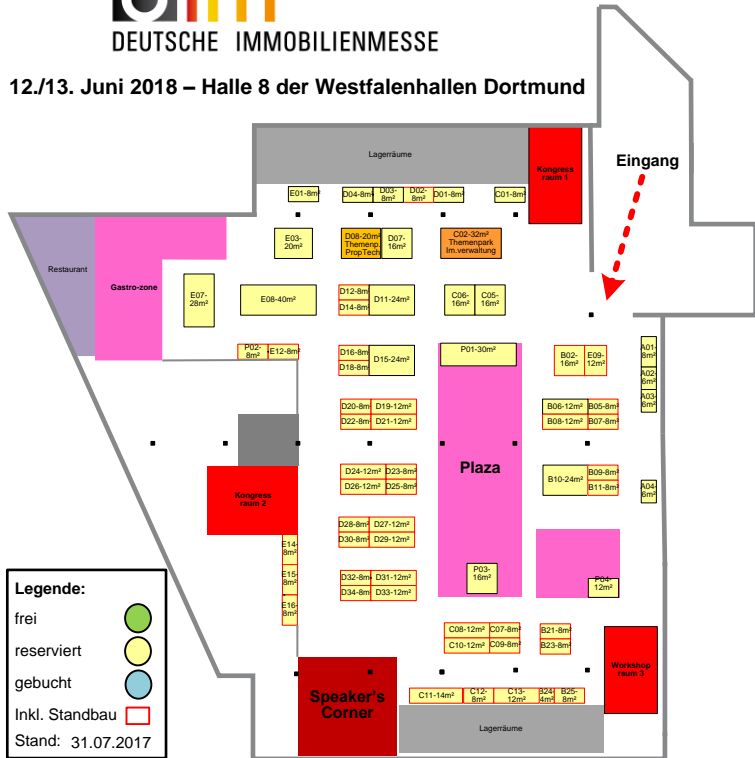 DEUTSCHE IMMOBILIENMESSE
12./13. Juni 2018 – Halle 8 der Westfalenhallen Dortmund
Lagerräume
Kongress
raum 1
Eingang
E01-8m²
D04-8m²
D03-
8m²
D02-
8m²
D01-8m²
C01-8m²
Restaurant
Gastro-zone
E03-
20m²
D08-20m²
Themenp.
PropTech
D07-
16m²
C02-32m²
Themenpark
Im.verwaltung
E07-
28m²
E08-40m²
D12-8m²
D14-8m²
D11-24m²
C06-
16m²
C05-
16m²
P02-
8m²
E12-8m²
D16-8m²
D18-8m²
D15-24m²
P01-30m²
B02-
16m²
E09-
12m²
A01-
8m²
A02-
6m²
A03-
6m²
D20-8m²
D19-12m²
D22-8m²
D21-12m²
B06-12m²
B05-8m²
B08-12m²
B07-8m²
Plaza
D24-12m²
D23-8m²
D26-12m²
D25-8m²
B10-24m²
B09-8m²
B11-8m²
A04-
6m²
Kongress
raum 2
D28-8m²
D27-12m²
D30-8m²
D29-12m²
E14-
8m²
E15-
8m²
E16-
8m²
D32-8m²
D31-12m²
D34-8m²
D33-12m²
P03-
16m²
P04-
12m²
C08-12m²
C07-8m²
C10-12m²
C09-8m²
B21-8m²
B23-8m²
Workshop
raum 3
Speaker's
Corner
C11-14m²
C12-
8m²
C13-
12m²
B24-
4m²
B25-
8m²
Lagerräume
Legende:
frei
reserviert
gebucht
Inkl. Standbau
Stand: 31.07.2017